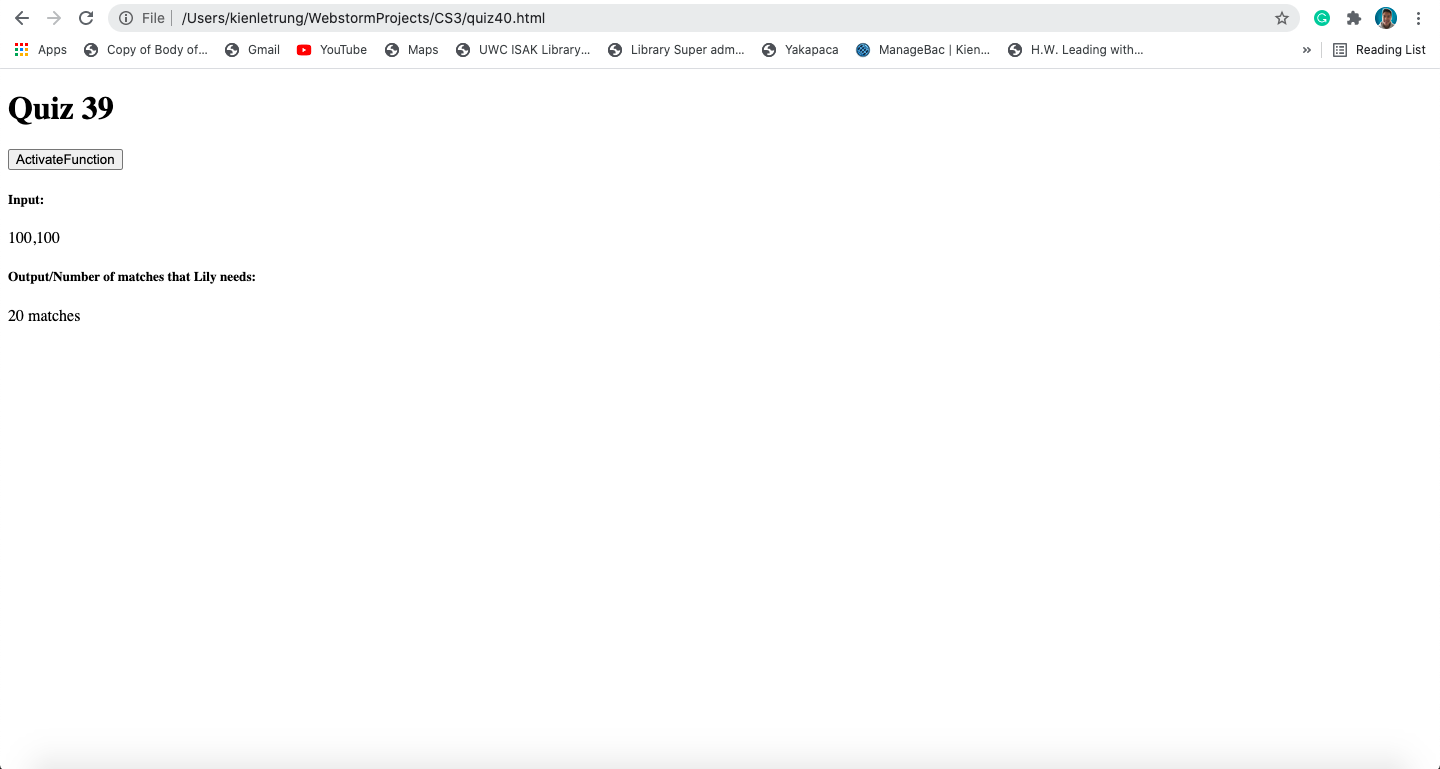 File /Users/kienletrung/WebstormProjects/CS3/quiz40.html
Apps Copy of Body of... Gmail YouTube Maps UWC ISAK Library... Library Super adm... Yakapaca ManageBac | Kien... H.W. Leading with... » Reading List
Quiz 39
ActivateFunction
Input:
100,100
Output/Number of matches that Lily needs:
20 matches